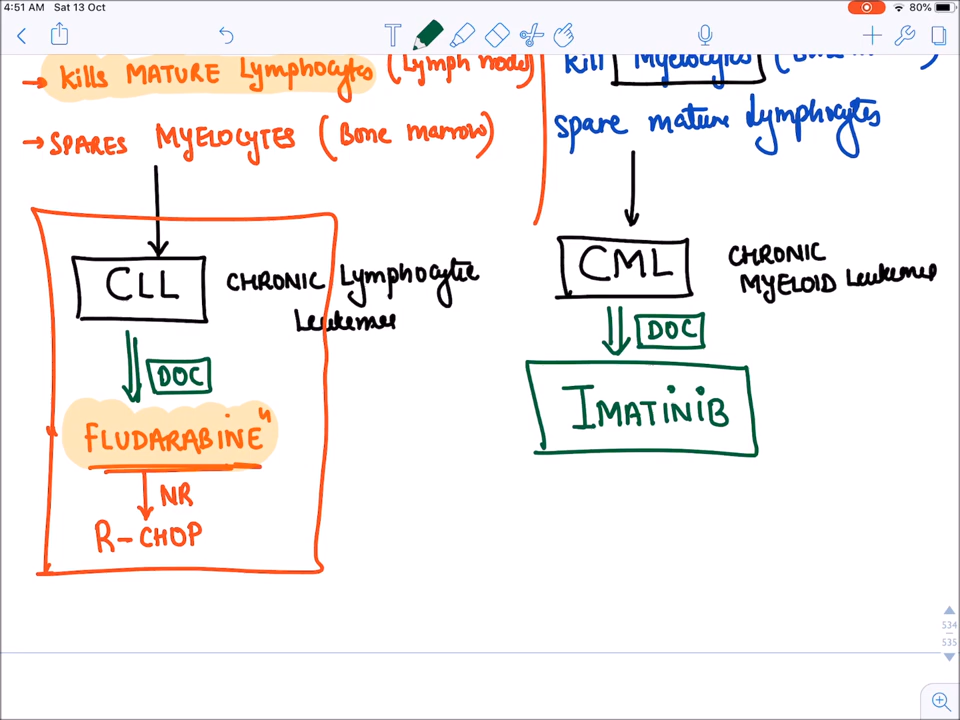 4:51 AM Sat 13 Oct
80%
→ Kills MATURE Lymphocytes (Lymph node)
→ SPARES MYELOCYTES (Bone marrow)
CLL
CHRONIC Lymphocytic
Leukemia
DOC
FLUDARABINE"
NR
R-CHOP
kill Myelocytes
spare mature Lymphocytes
CML
CHRONIC
MYELOID Leukemia
DOC
IMATINIB
534
535